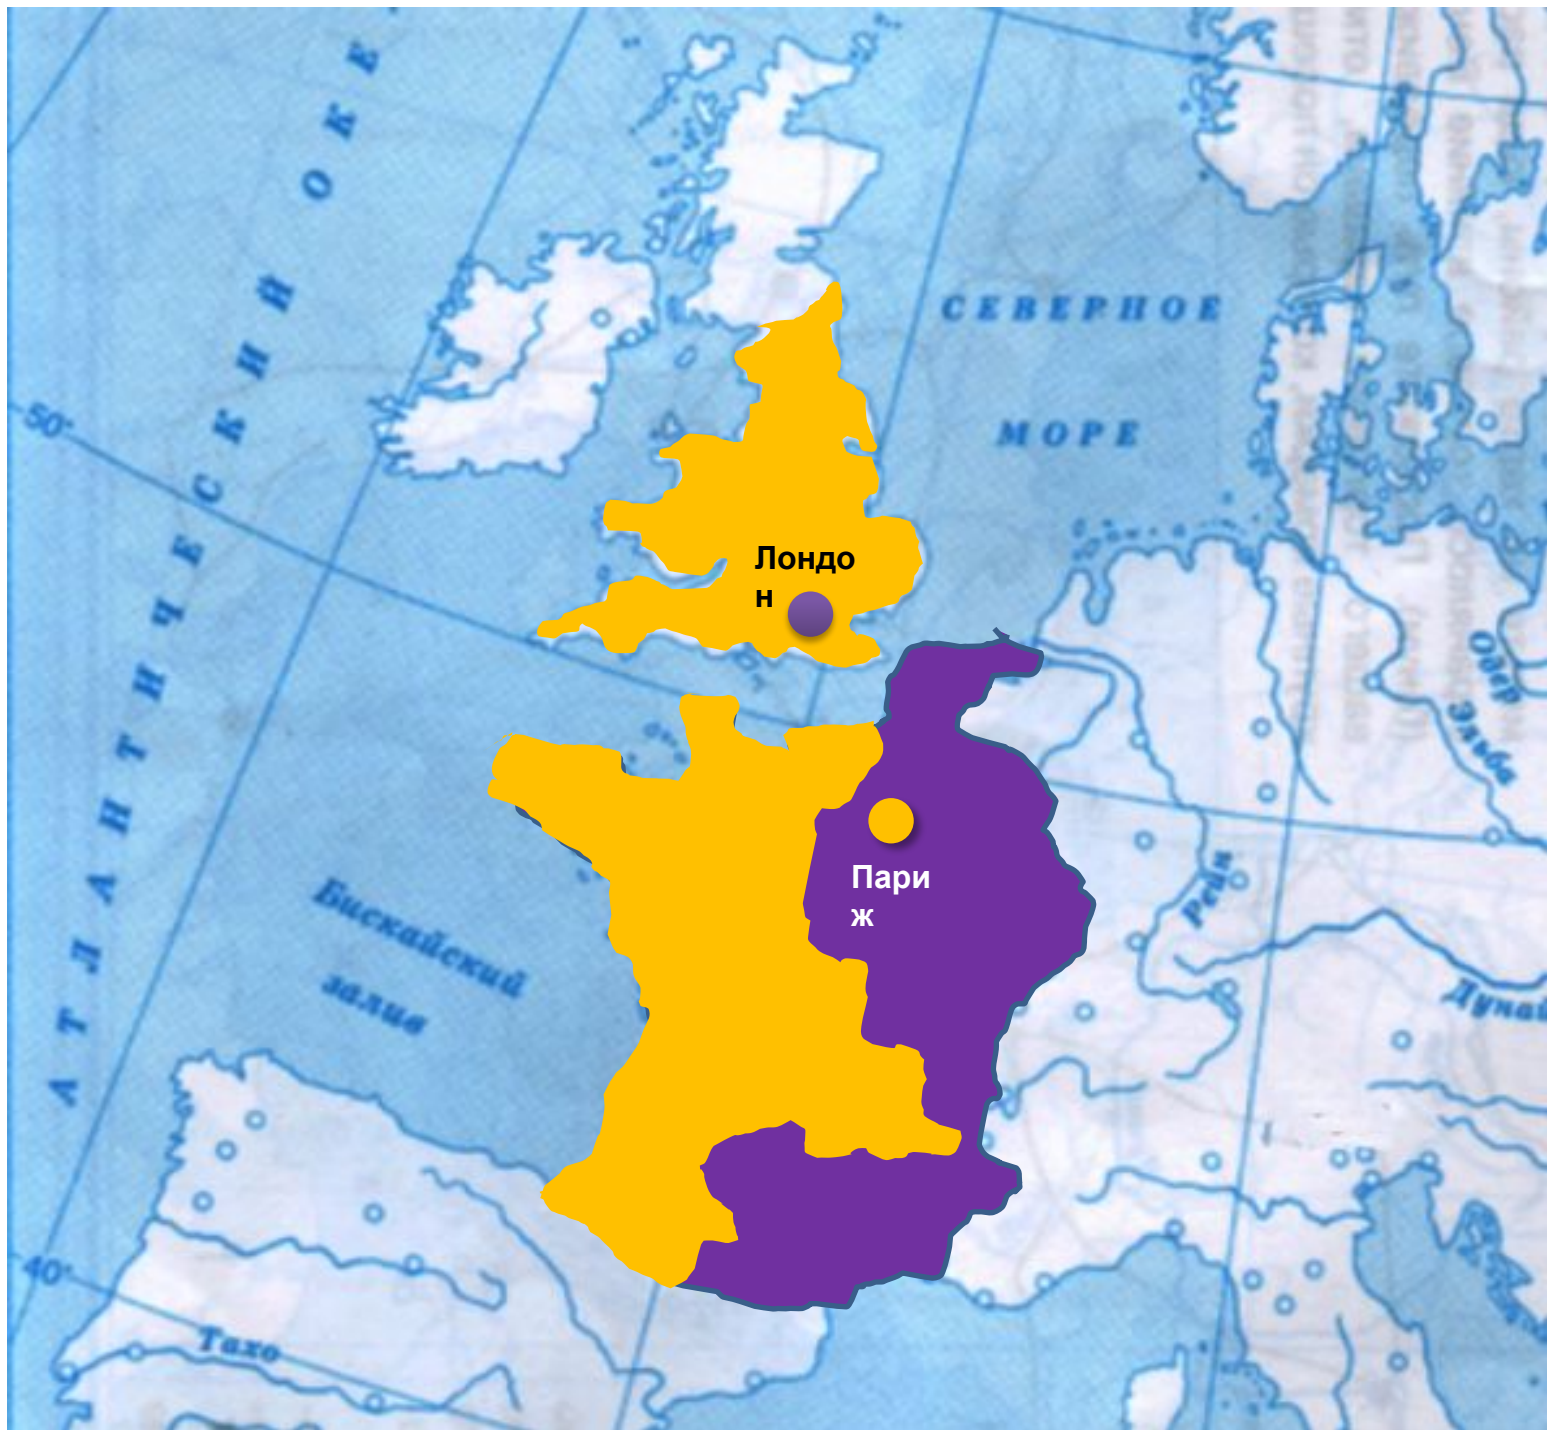 АТЛАНТИЧЕСКИЙ ОКЕ
СЕВЕРНОЕ
МОРЕ
50°
Лондо
н
Одер
Эльба
Пари
ж
Рейн
Бискайский
залив
Дунай
40°
Тахо